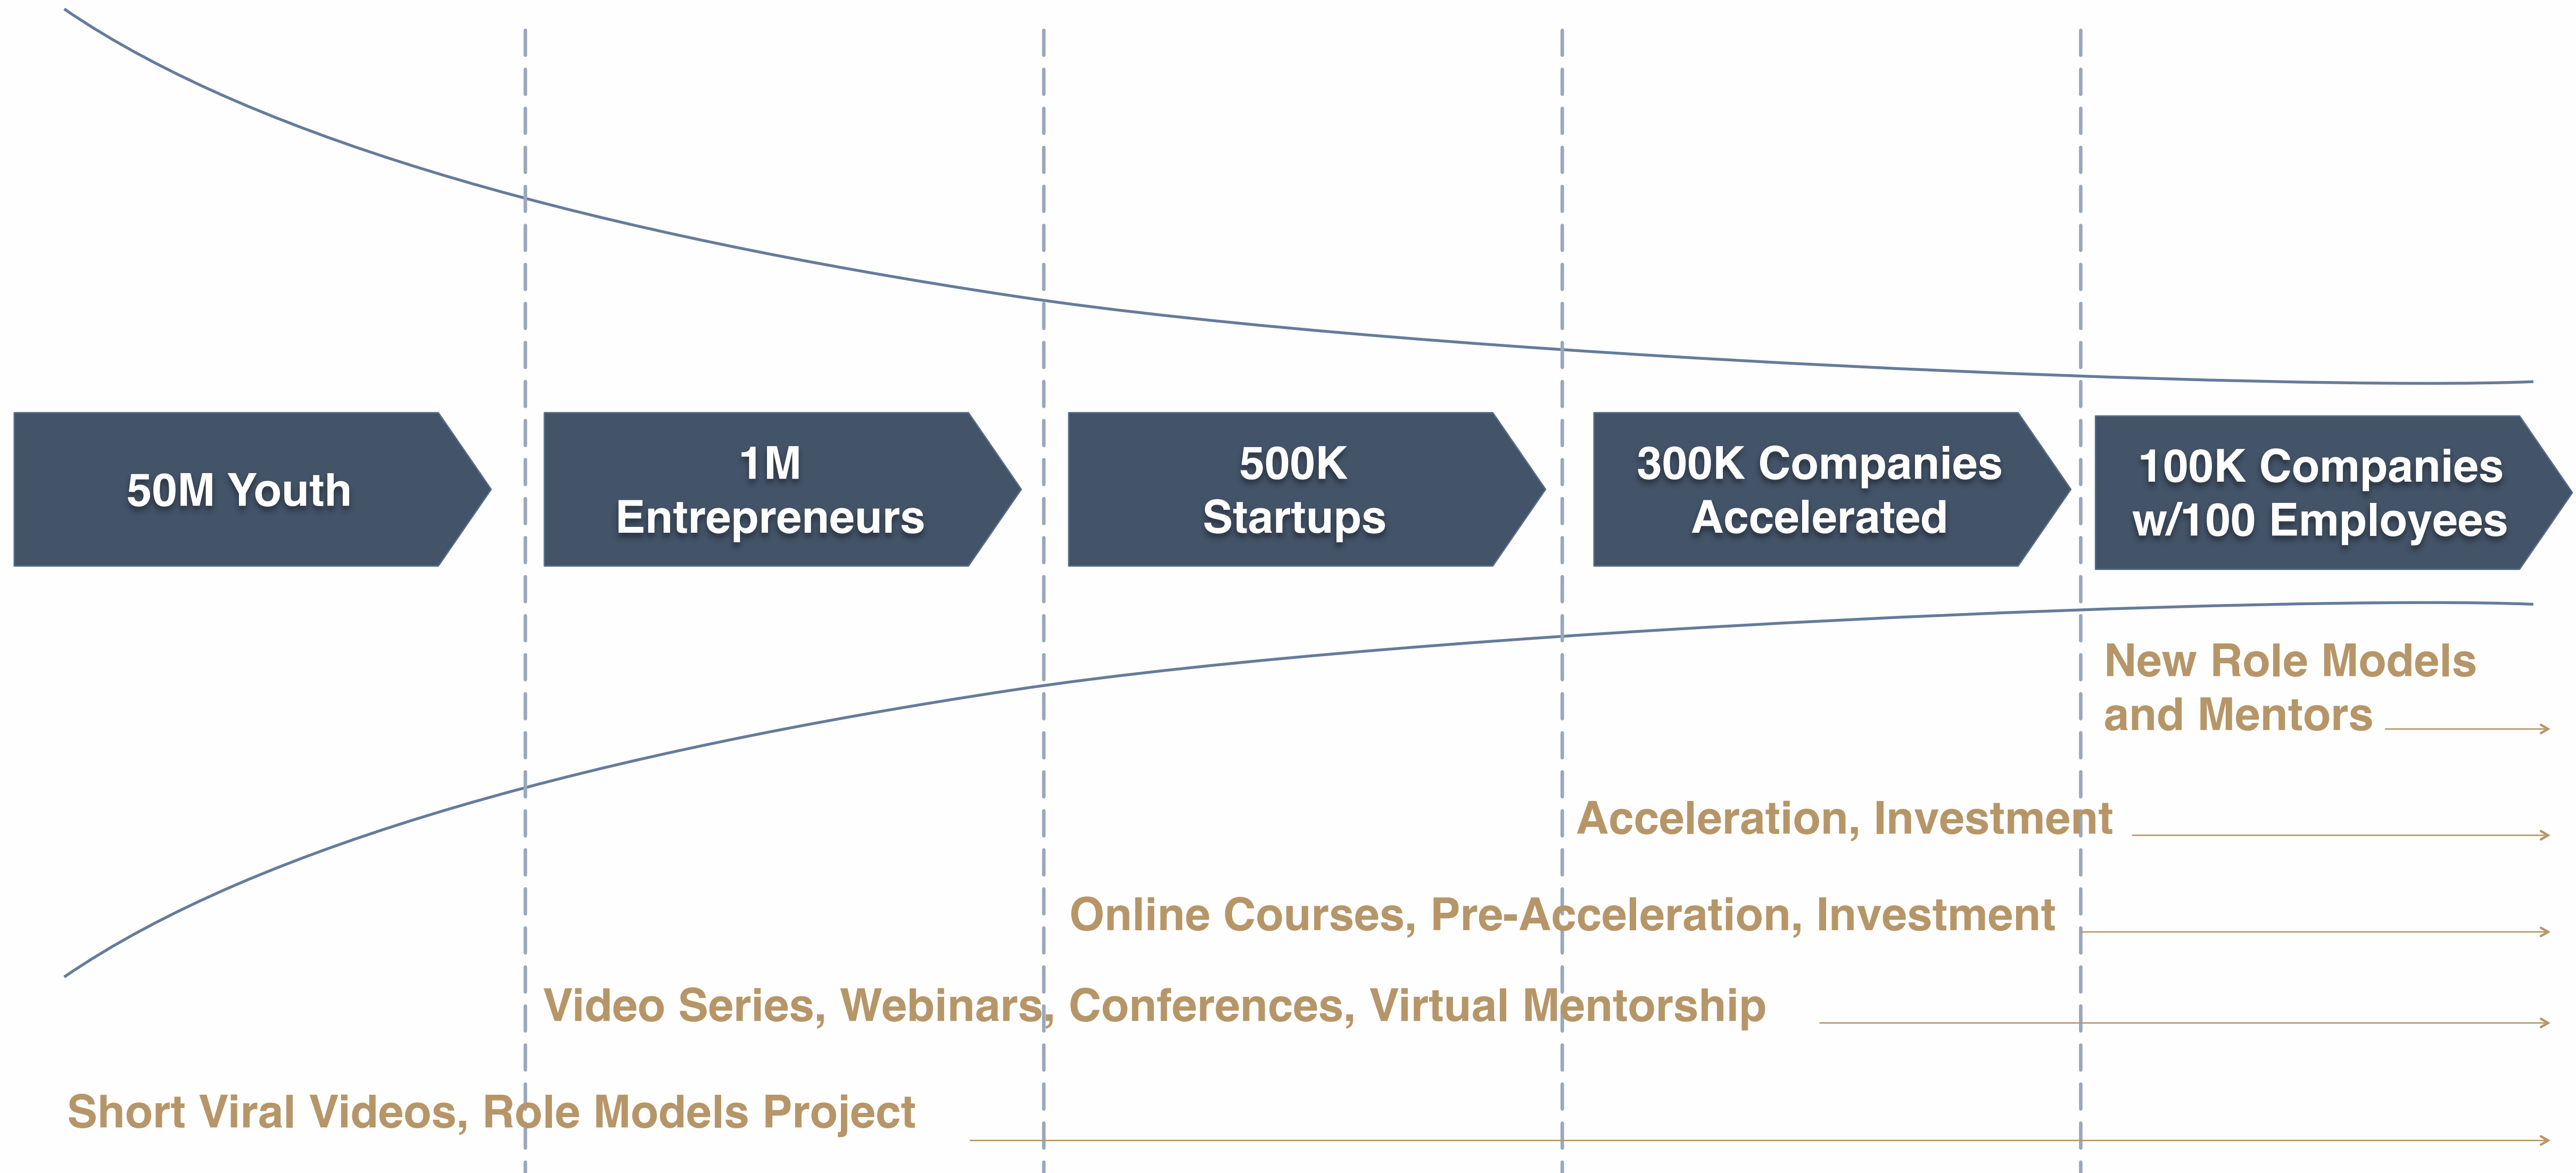 50M Youth
1M
Entrepreneurs
500K
Startups
300K Companies
Accelerated
100K Companies
w/100 Employees
New Role Models
and Mentors
Acceleration, Investment
Online Courses, Pre-Acceleration, Investment
Video Series, Webinars, Conferences, Virtual Mentorship
Short Viral Videos, Role Models Project